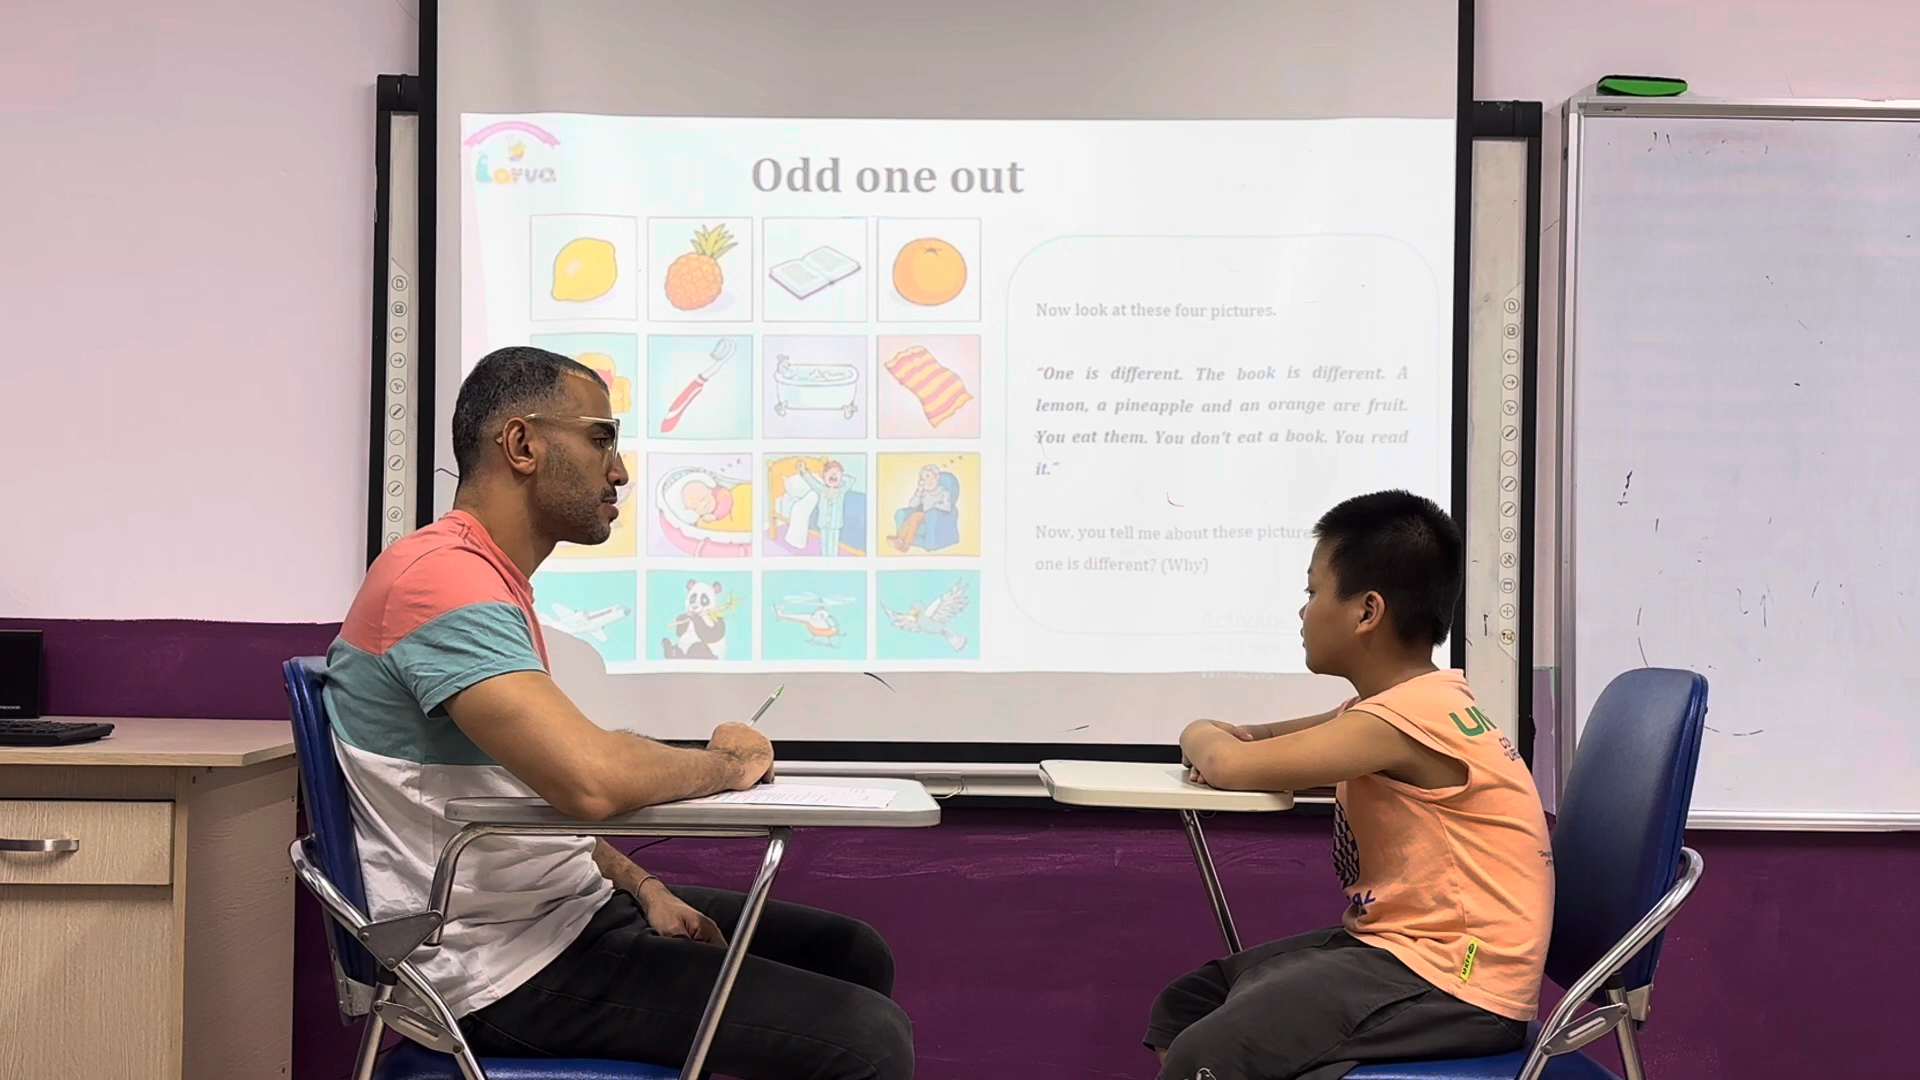 Larva
Odd one out
Now look at these four pictures.
"One is different. The book is different. A
lemon, a pineapple and an orange are fruit.
You eat them. You don't eat a book. You read
it."
Now, you tell me about these picture
one is different? (Why)
Activate
Windows
UN